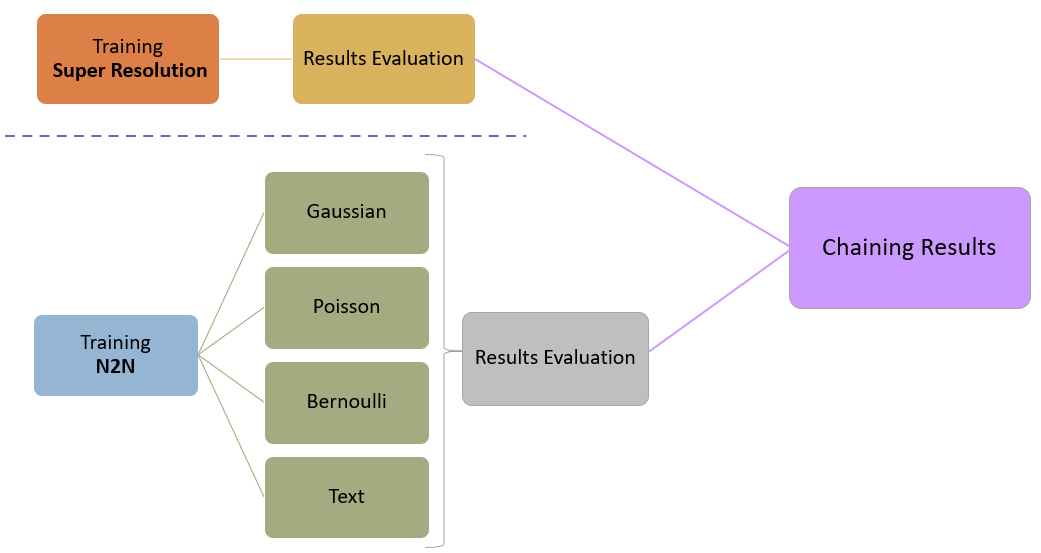 Training
Super Resolution
Results Evaluation
Gaussian
Poisson
Training
N2N
Bernoulli
Text
Results Evaluation
Chaining Results